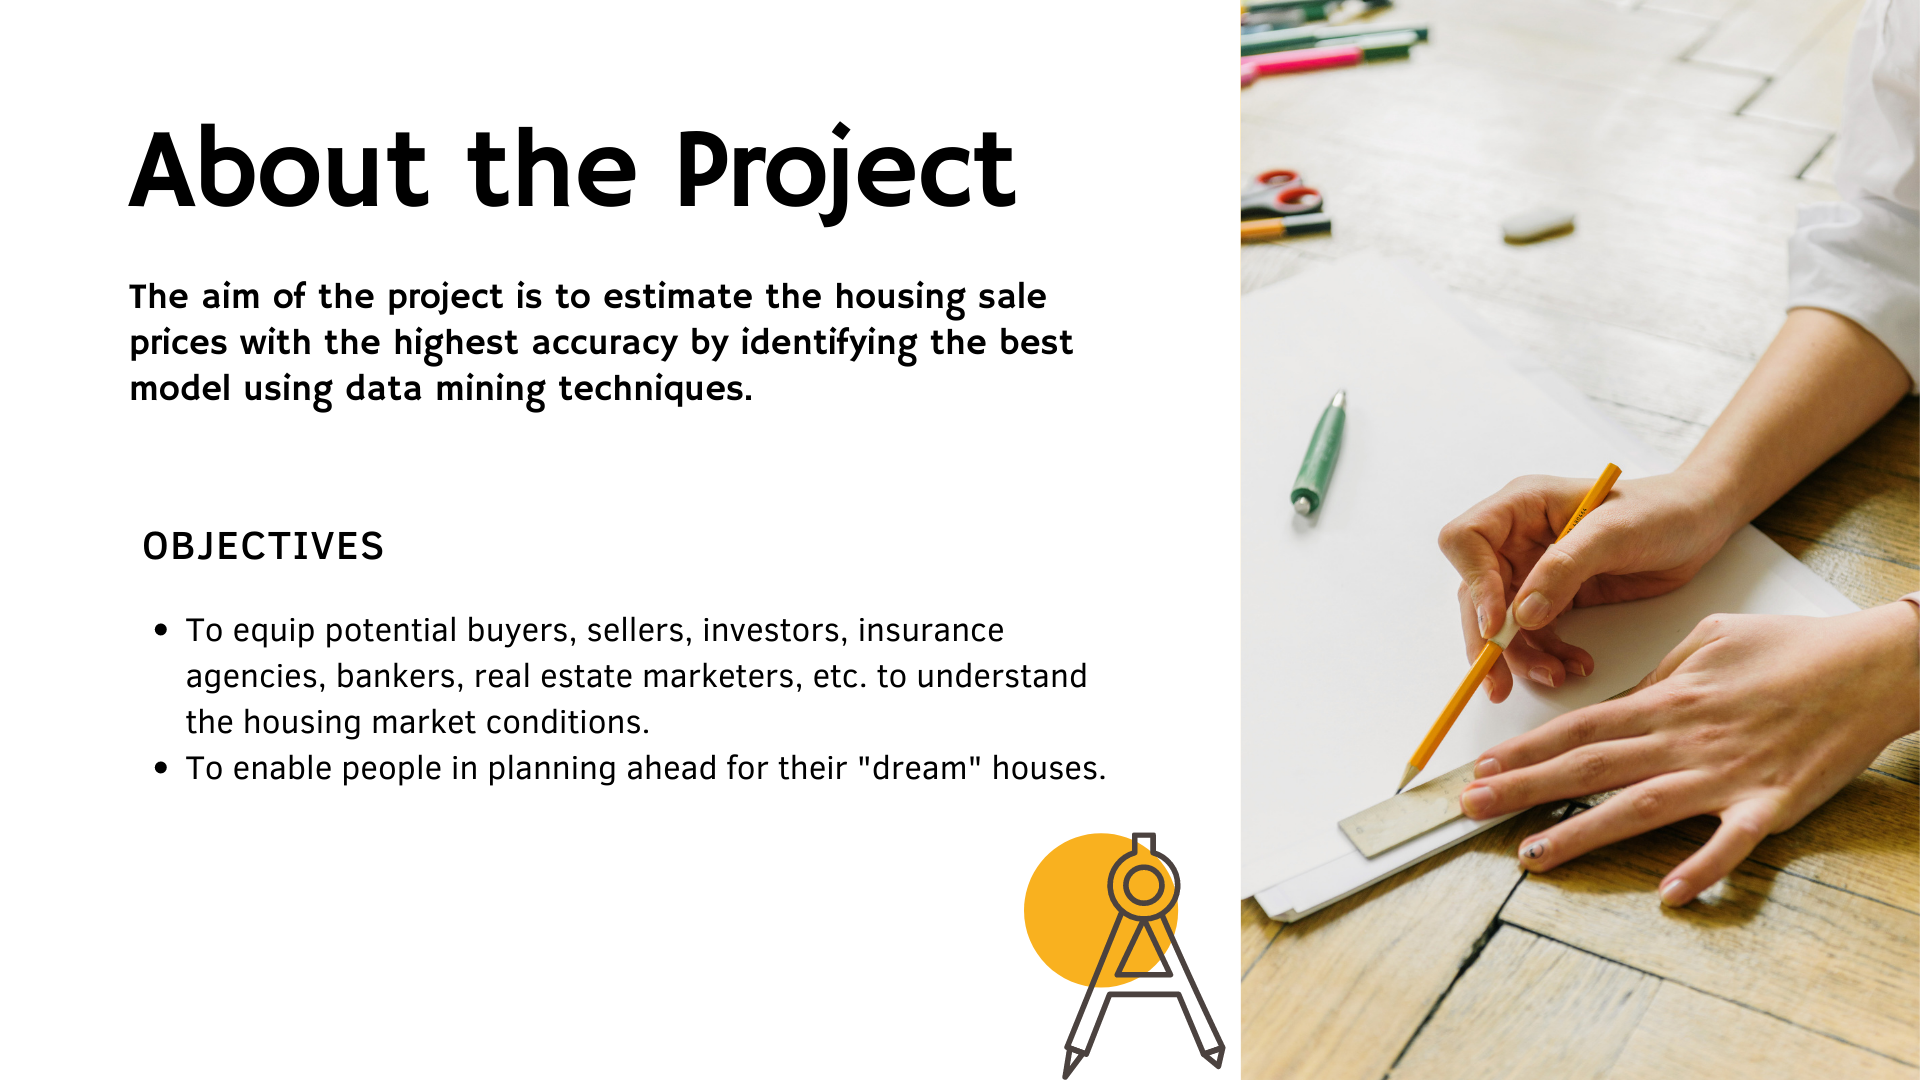 About the Project
The aim of the project is to estimate the housing sale
prices with the highest accuracy by identifying the best
model using data mining techniques.
OBJECTIVES
• To equip potential buyers, sellers, investors, insurance
agencies, bankers, real estate marketers, etc. to understand
the housing market conditions.
• To enable people in planning ahead for their "dream" houses.